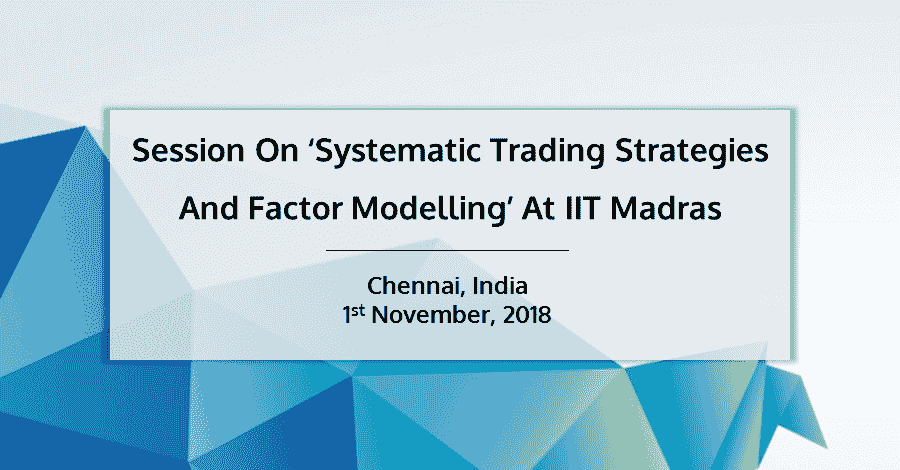 Session On ‘Systematic Trading Strategies
And Factor Modelling’ At IIT Madras
Chennai, India
1st November, 2018